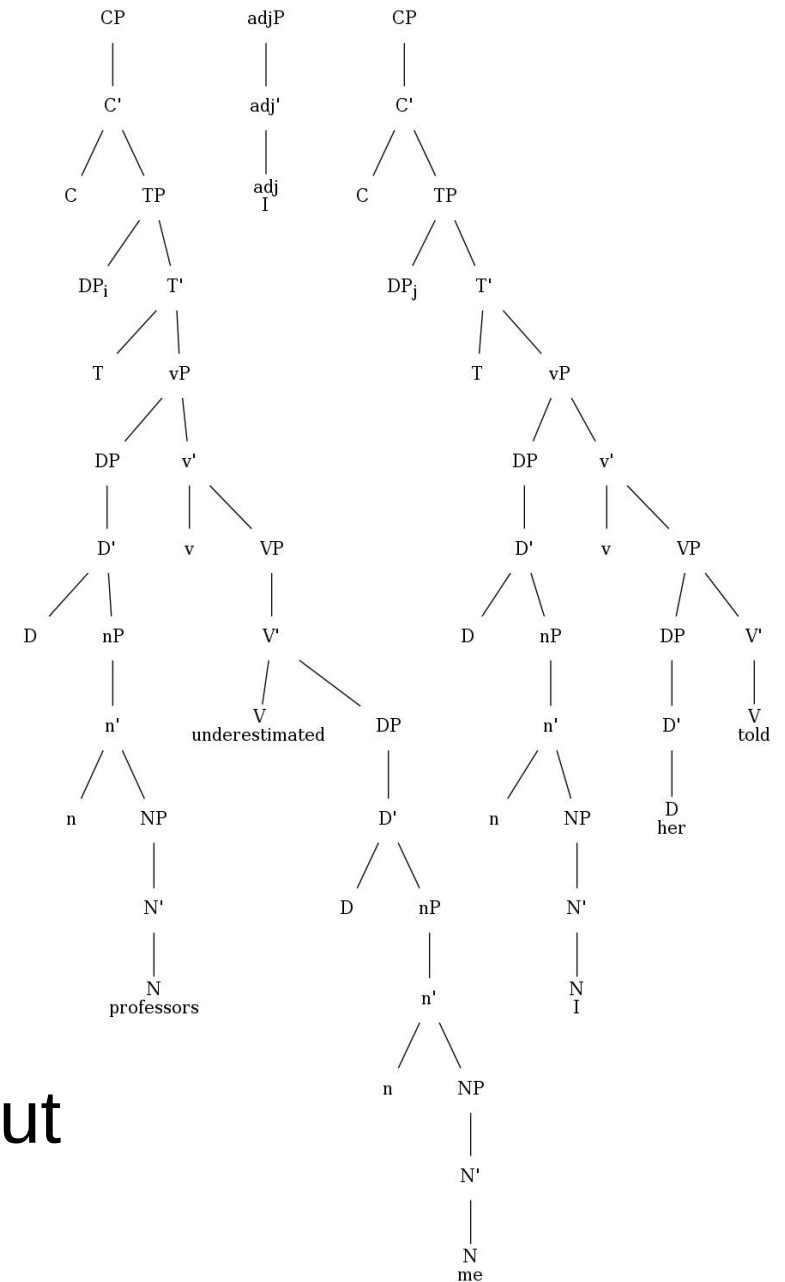 CP adjP CP
C' adj' C'
C TP adj C TP
I
DPi T' DPj T'
T vP T vP
DP v' DP v'
D' v VP D' v VP
D nP V' D nP DP V'
n' V DP n' D' V
underestimated told
n NP D' n NP D
her
N' D nP N'
N n' N
professors I
n NP
ut
N'
N
me